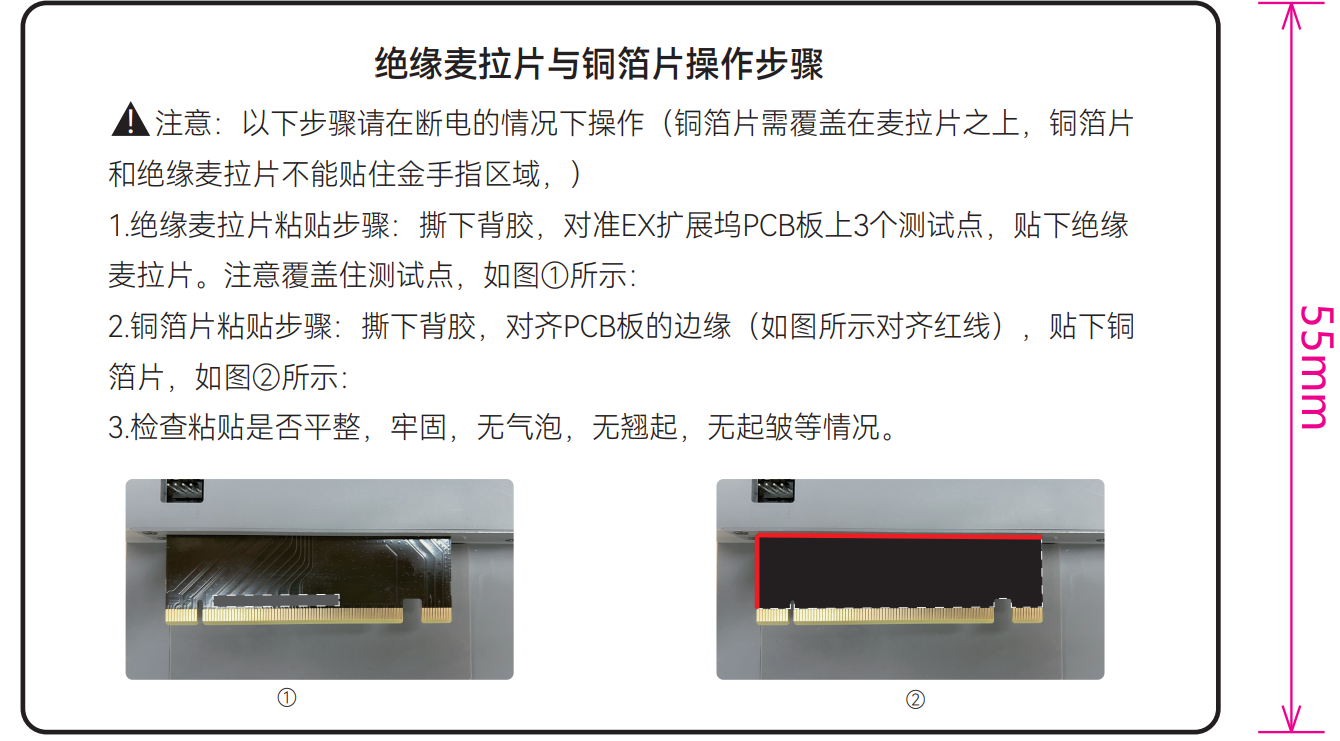 绝缘麦拉片与铜箔片操作步骤
注意：以下步骤请在断电的情况下操作（铜箔片需覆盖在麦拉片之上，铜箔片
和绝缘麦拉片不能贴住金手指区域，）
1.绝缘麦拉片粘贴步骤：撕下背胶，对准EX扩展坞PCB板上3个测试点，贴下绝缘
麦拉片。注意覆盖住测试点，如图①所示：
2.铜箔片粘贴步骤：撕下背胶，对齐PCB板的边缘（如图所示对齐红线），贴下铜
箔片，如图②所示：
3.检查粘贴是否平整，牢固，无气泡，无翘起，无起皱等情况。
①
②
55mm